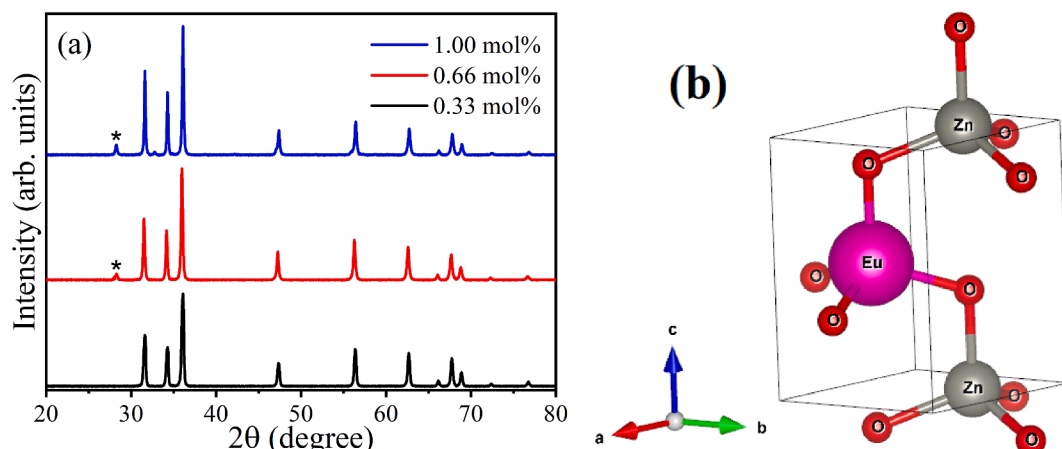 (a)
1.00 mol%
0.66 mol%
0.33 mol%
*
*
Intensity (arb. units)
20 30 40 50 60 70 80
2θ (degree)
(b)
O
Zn
O
O
O
Eu
O
O
O
Zn
O
O
O
c
a
b